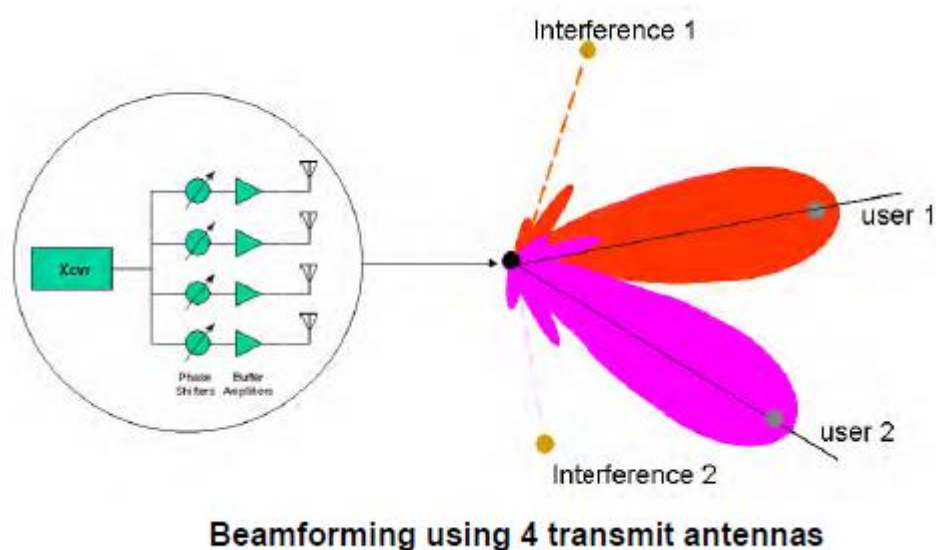 Interference 1
user 1
Xcvr
Phase Buffer
Shifters Amplifiers
user 2
Interference 2
Beamforming using 4 transmit antennas